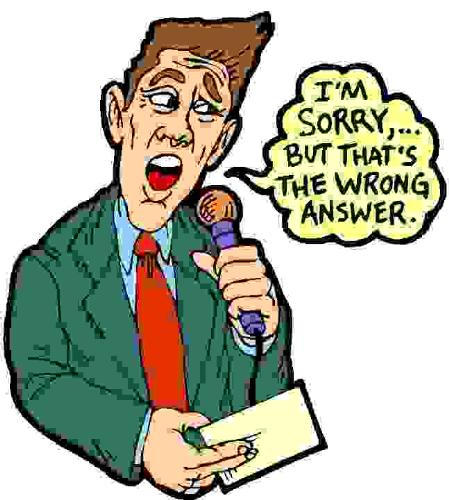 I'M
SORRY,...
BUT THAT'S
THE WRONG
ANSWER.